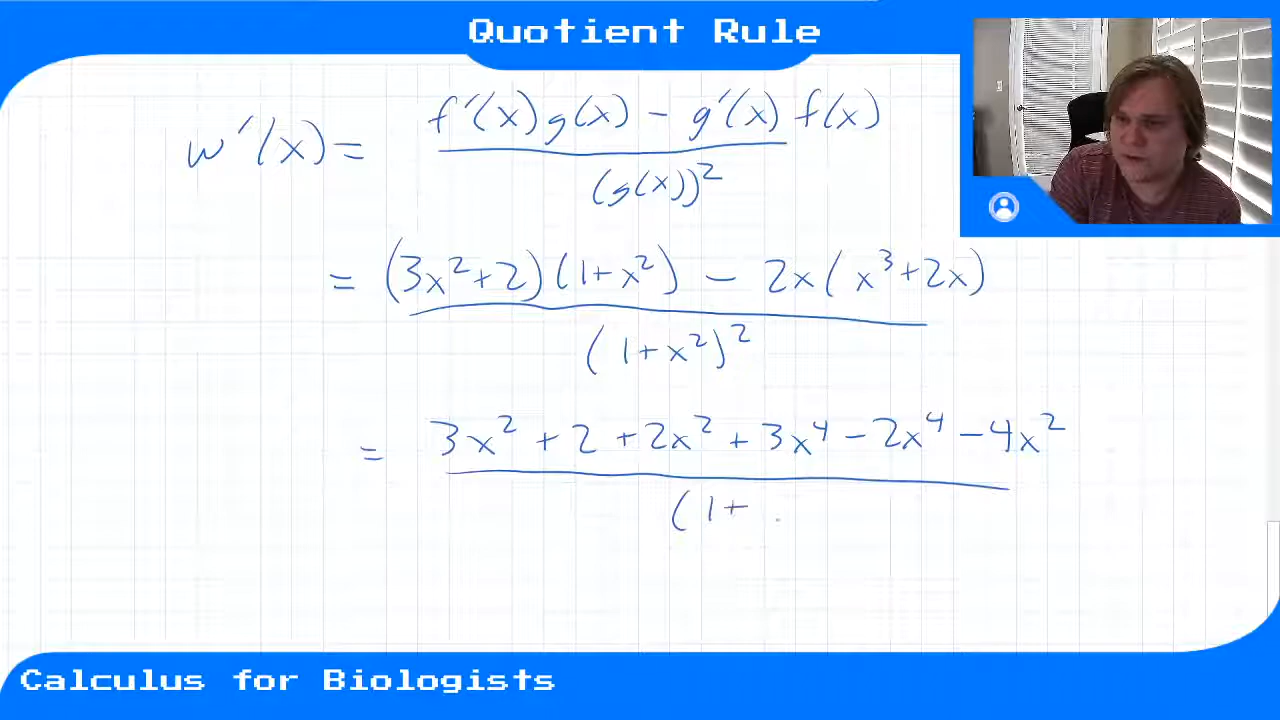 Quotient Rule
w'(x) = f'(x)g(x) - g'(x)f(x)
(g(x))²
= (3x²+2)(1+x²) - 2x(x³+2x)
(1+x²)²
= 3x² + 2 + 2x² + 3x⁴ - 2x⁴ - 4x²
(1+
Calculus for Biologists